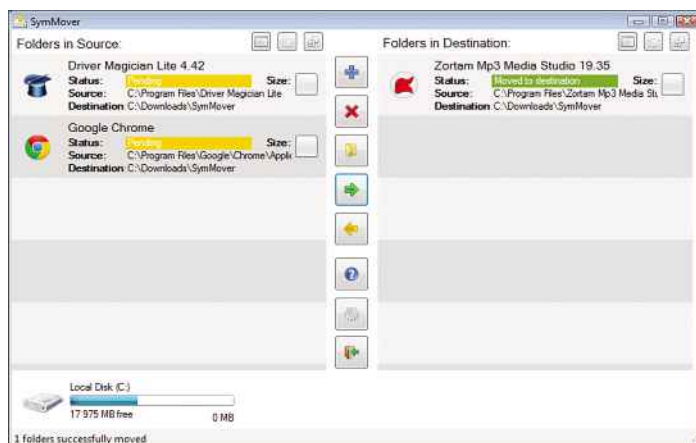 SymMover
Folders in Source:
Driver Magician Lite 4.42
Status: Pending Size:
Source: C:\Program Files\Driver Magician Lite
Destination C:\Downloads\SymMover
Google Chrome
Status: Pending Size:
Source: C:\Program Files\Google\Chrome\Applic
Destination C:\Downloads\SymMover
Folders in Destination:
Zortam Mp3 Media Studio 19.35
Status: Moved to destination Size:
Source: C:\Program Files\Zortam Mp3 Media Stu
Destination C:\Downloads\SymMover
Local Disk (C:)
17 975 MB free 0 MB
1 folders successfully moved